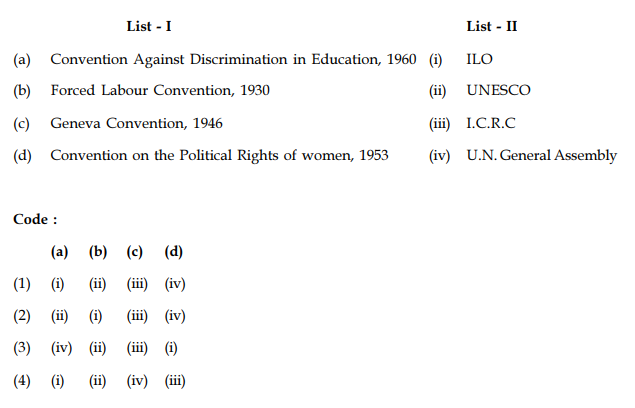 List - I List - II
(a) Convention Against Discrimination in Education, 1960 (i) ILO
(b) Forced Labour Convention, 1930 (ii) UNESCO
(c) Geneva Convention, 1946 (iii) I.C.R.C
(d) Convention on the Political Rights of women, 1953 (iv) U.N. General Assembly
Code :
(a) (b) (c) (d)
(1) (i) (ii) (iii) (iv)
(2) (ii) (i) (iii) (iv)
(3) (iv) (ii) (iii) (i)
(4) (i) (ii) (iv) (iii)